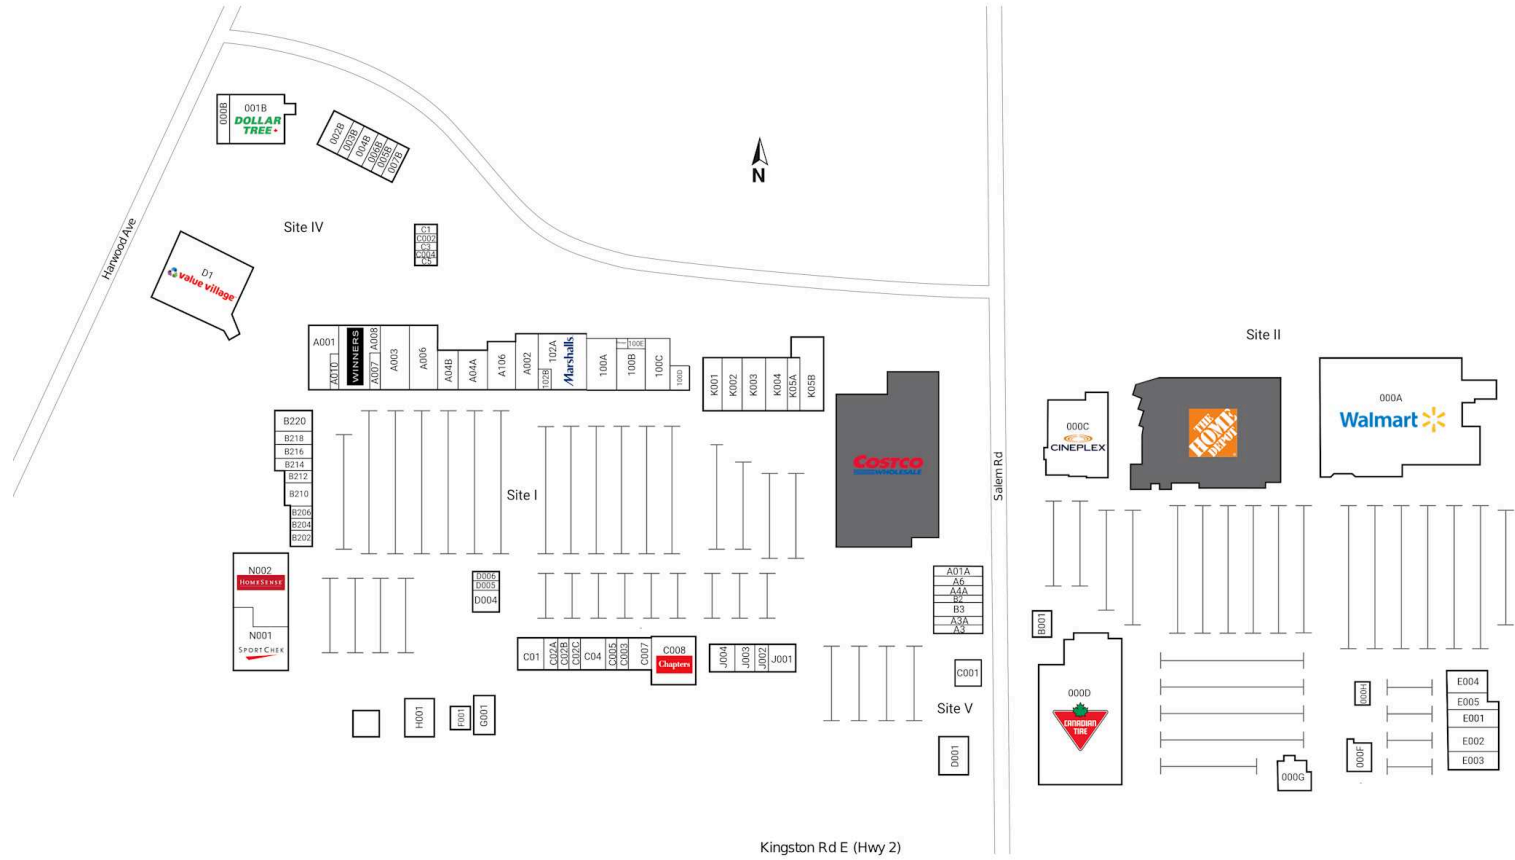 000B
001B
DOLLAR
TREE
002B
003B
004B
006B
005B
007B
N
Harwood Ave
Site IV
C1
C002
C3
C004
C5
D1
value village
A001
A010
WINNERS
A008
A007
A003
A006
A04B
A04A
A106
A002
102A
102B
Marshalls
100A
100E
100B
100C
100D
K001
K002
K003
K004
K05A
K05B
COSTCO
WHOLESALE
Salem Rd
Site II
000C
CINEPLEX
THE
HOME
DEPOT
000A
Walmart
B220
B218
B216
B214
B212
B210
B206
B204
B202
Site I
N002
HOMESENSE
N001
SPORTCHEK
D006
D005
D004
A01A
A6
A4A
B2
B3
A3A
A3
B001
C01
C02A
C02B
C02C
C04
C005
C003
C007
C008
Chapters
J004
J003
J002
J001
C001
Site V
D001
H001
F001
G001
000D
CANADIAN
TIRE
000H
000F
000G
E004
E005
E001
E002
E003
Kingston Rd E (Hwy 2)